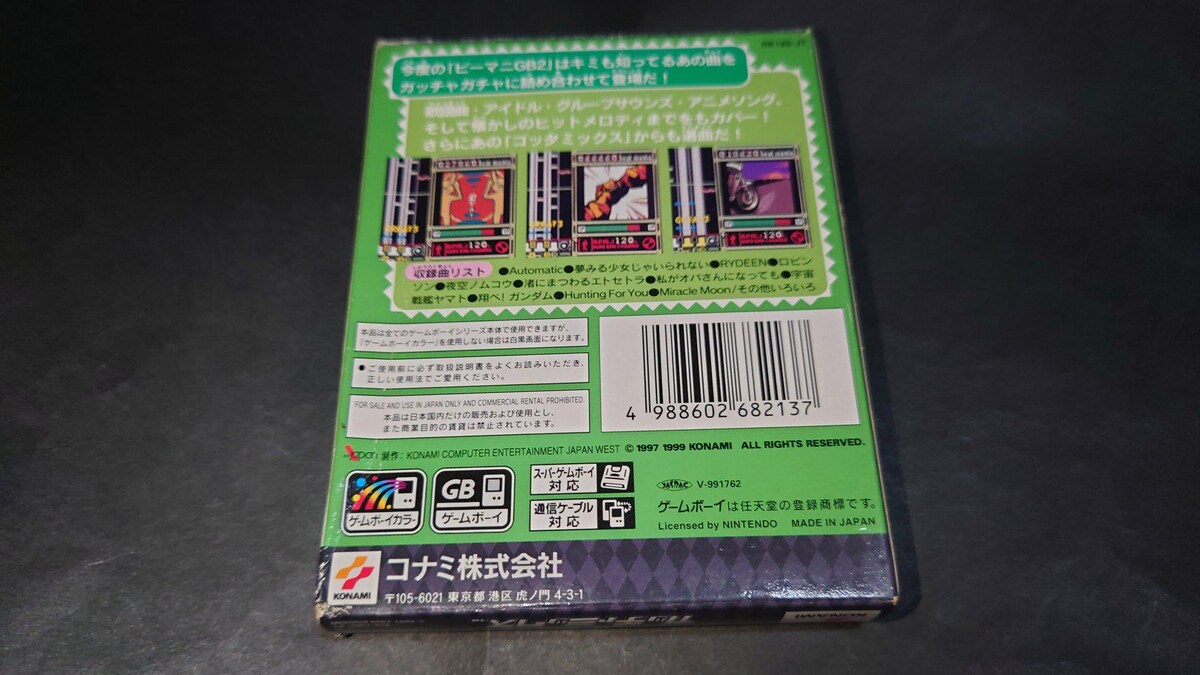 今度の「ビーマニGB2」はキミも知ってるあの曲を
ガッチャガチャに詰め合わせて登場だ！
・アイドル・グループサウンズ・アニメソング、
そして懐かしのヒットメロディまでをもカバー！
さらにあの「ゴッタミックス」からも選曲だ！
GREAT 3
BPM 120
BPM 120
GREAT 3
BPM 120
収録曲リスト
●Automatic●夢みる少女じゃいられない●RYDEEN●ロビン
ソン●夜空ノムコウ●渚にまつわるエトセトラ●私がオバさんになっても●宇宙
戦艦ヤマト●翔べ！ガンダム●Hunting For You●Miracle Moon/その他いろいろ
本品は全てのゲームボーイシリーズ本体で使用できますが、
「ゲームボーイカラー」を使用しない場合は白黒画面になります。
●ご使用前に必ず取扱説明書をよくお読みいただき、
正しい使用法でご愛用ください。
FOR SALE AND USE IN JAPAN ONLY AND COMMERCIAL RENTAL PROHIBITED.
本品は日本国内だけの販売および使用とし、
また商業目的の賃貸は禁止されています。
4 988602 682137
制作：KONAMI COMPUTER ENTERTAINMENT JAPAN WEST © 1997 1999 KONAMI ALL RIGHTS RESERVED.
ゲームボーイカラー
GB
ゲームボーイ
スーパーゲームボーイ
対応
通信ケーブル
対応
V-991762
ゲームボーイは任天堂の登録商標です。
Licensed by NINTENDO MADE IN JAPAN
KONAMI
コナミ株式会社
〒105-6021 東京都 港区 虎ノ門 4-3-1
KONAMI